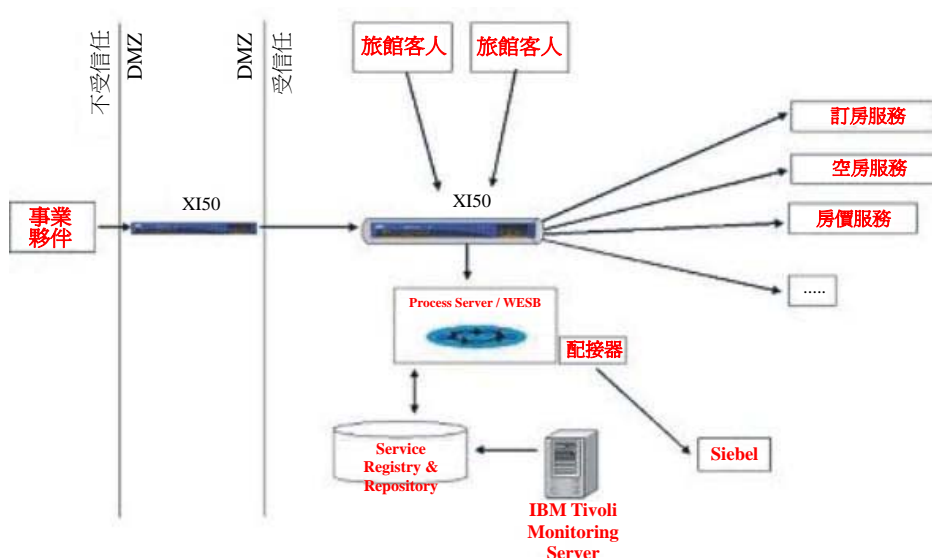 不受信任
DMZ
DMZ
受信任
旅館客人
旅館客人
訂房服務
空房服務
房價服務
.....
XI50
XI50
事業
夥伴
Process Server / WESB
配接器
Service
Registry &
Repository
Siebel
IBM Tivoli
Monitoring
Server